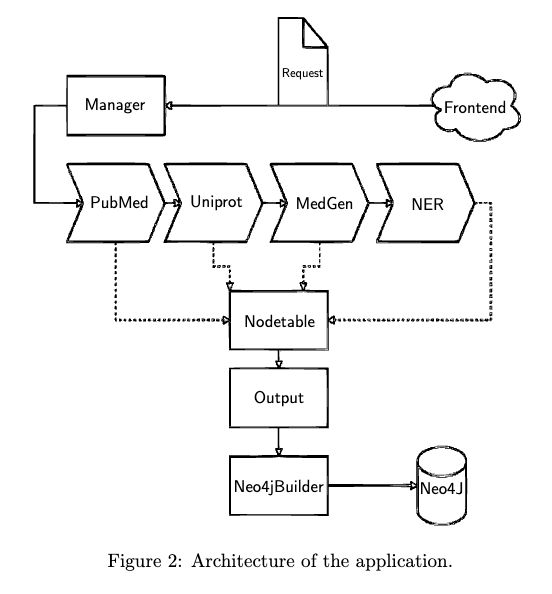 Request
Manager
Frontend
PubMed
Uniprot
MedGen
NER
Nodetable
Output
Neo4jBuilder
Neo4J
Figure 2: Architecture of the application.